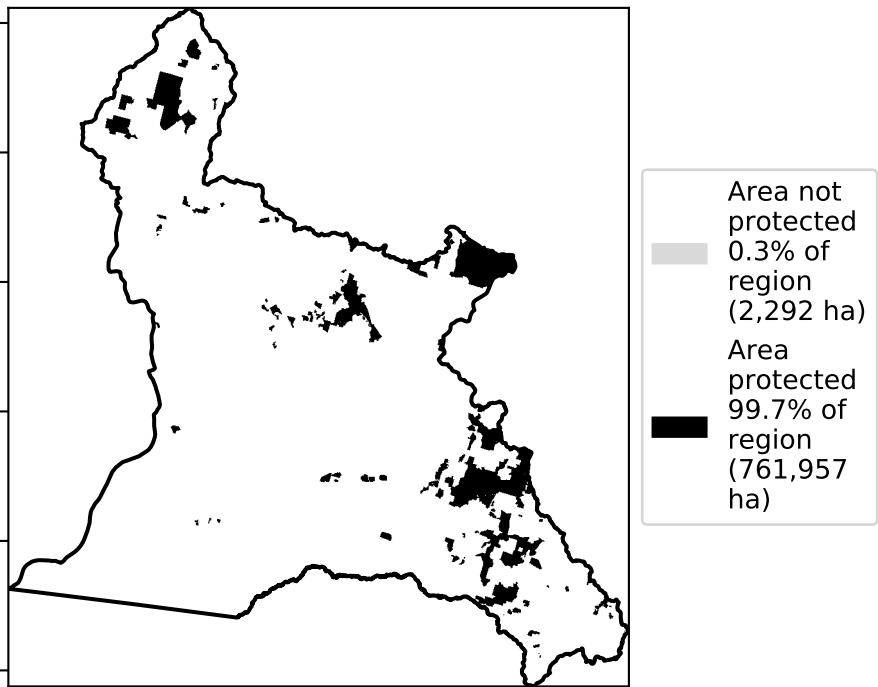 Area not
protected
0.3% of
region
(2,292 ha)
Area
protected
99.7% of
region
(761,957
ha)